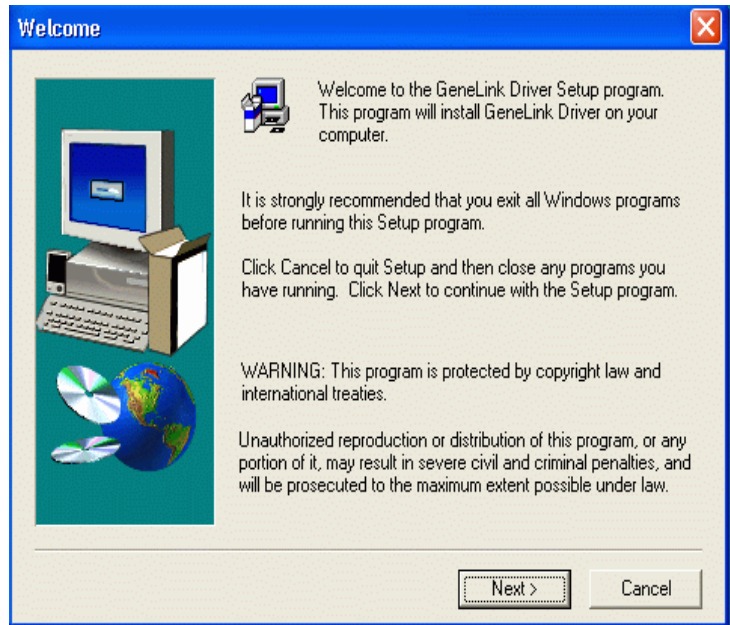 Welcome
Welcome to the GeneLink Driver Setup program.
This program will install GeneLink Driver on your
computer.
It is strongly recommended that you exit all Windows programs
before running this Setup program.
Click Cancel to quit Setup and then close any programs you
have running.  Click Next to continue with the Setup program.
WARNING: This program is protected by copyright law and
international treaties.
Unauthorized reproduction or distribution of this program, or any
portion of it, may result in severe civil and criminal penalties, and
will be prosecuted to the maximum extent possible under law.
Next > Cancel